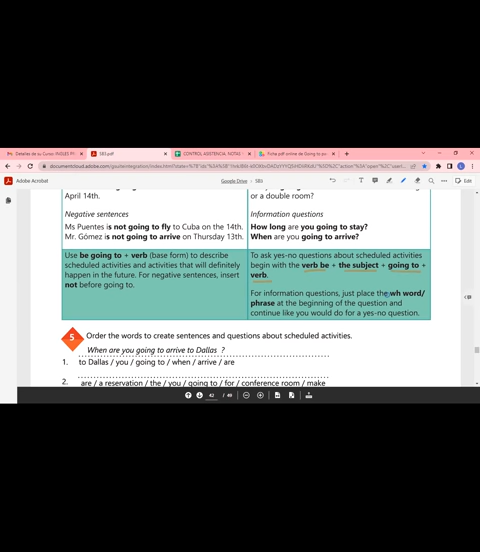 Detalles de su Curso: INGLES P
SB3.pdf
CONTROL ASISTENCIA, NOTAS
Ficha pdf online de Going to pa
documentcloud.adobe.com/gsuiteintegration/index.html
Adobe Acrobat
Google Drive
SB3
Edit
April 14th.
or a double room?
Negative sentences
Information questions
Ms Puentes is not going to fly to Cuba on the 14th.
How long are you going to stay?
Mr. Gómez is not going to arrive on Thursday 13th.
When are you going to arrive?
Use be going to + verb (base form) to describe
scheduled activities and activities that will definitely
happen in the future. For negative sentences, insert
not before going to.
To ask yes-no questions about scheduled activities
begin with the verb be + the subject + going to +
verb.
For information questions, just place the wh word/
phrase at the beginning of the question and
continue like you would do for a yes-no question.
5 Order the words to create sentences and questions about scheduled activities.
When are you going to arrive to Dallas ?
1. to Dallas / you / going to / when / arrive / are
2. are / a reservation / the / you / going to / for / conference room / make
42 / 46